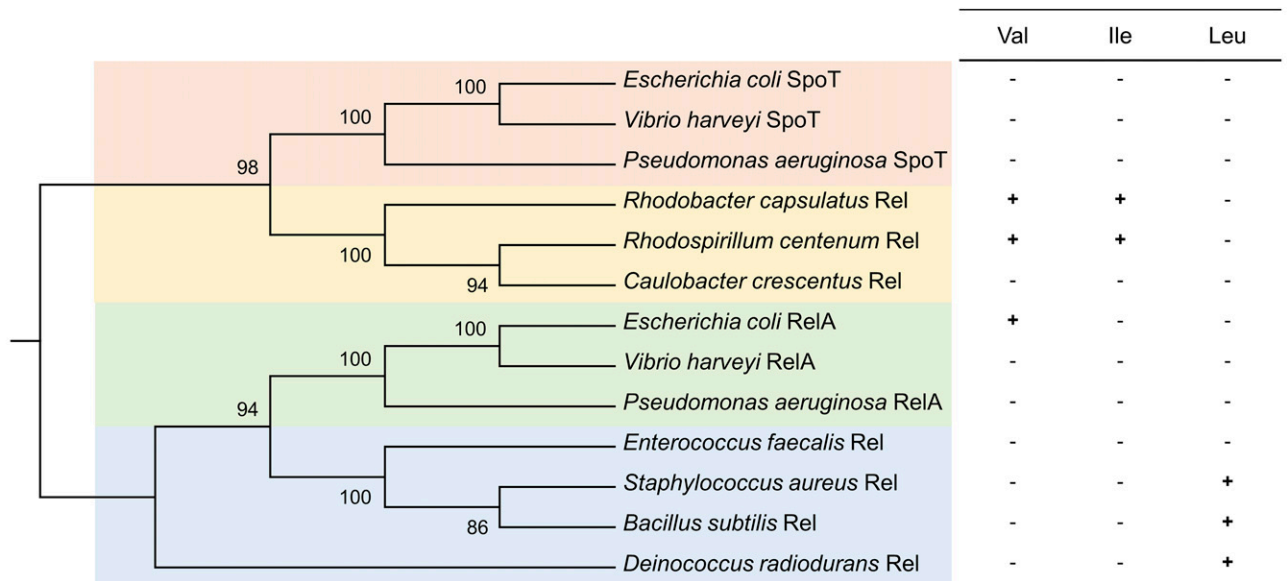 Val Ile Leu
100 Escherichia coli SpoT - - -
100 Vibrio harveyi SpoT - - -
98 Pseudomonas aeruginosa SpoT - - -
Rhodobacter capsulatus Rel + + -
100 Rhodospirillum centenum Rel + + -
94 Caulobacter crescentus Rel - - -
100 Escherichia coli RelA + - -
100 Vibrio harveyi RelA - - -
94 Pseudomonas aeruginosa RelA - - -
Enterococcus faecalis Rel - - -
100 Staphylococcus aureus Rel - - +
86 Bacillus subtilis Rel - - +
Deinococcus radiodurans Rel - - +